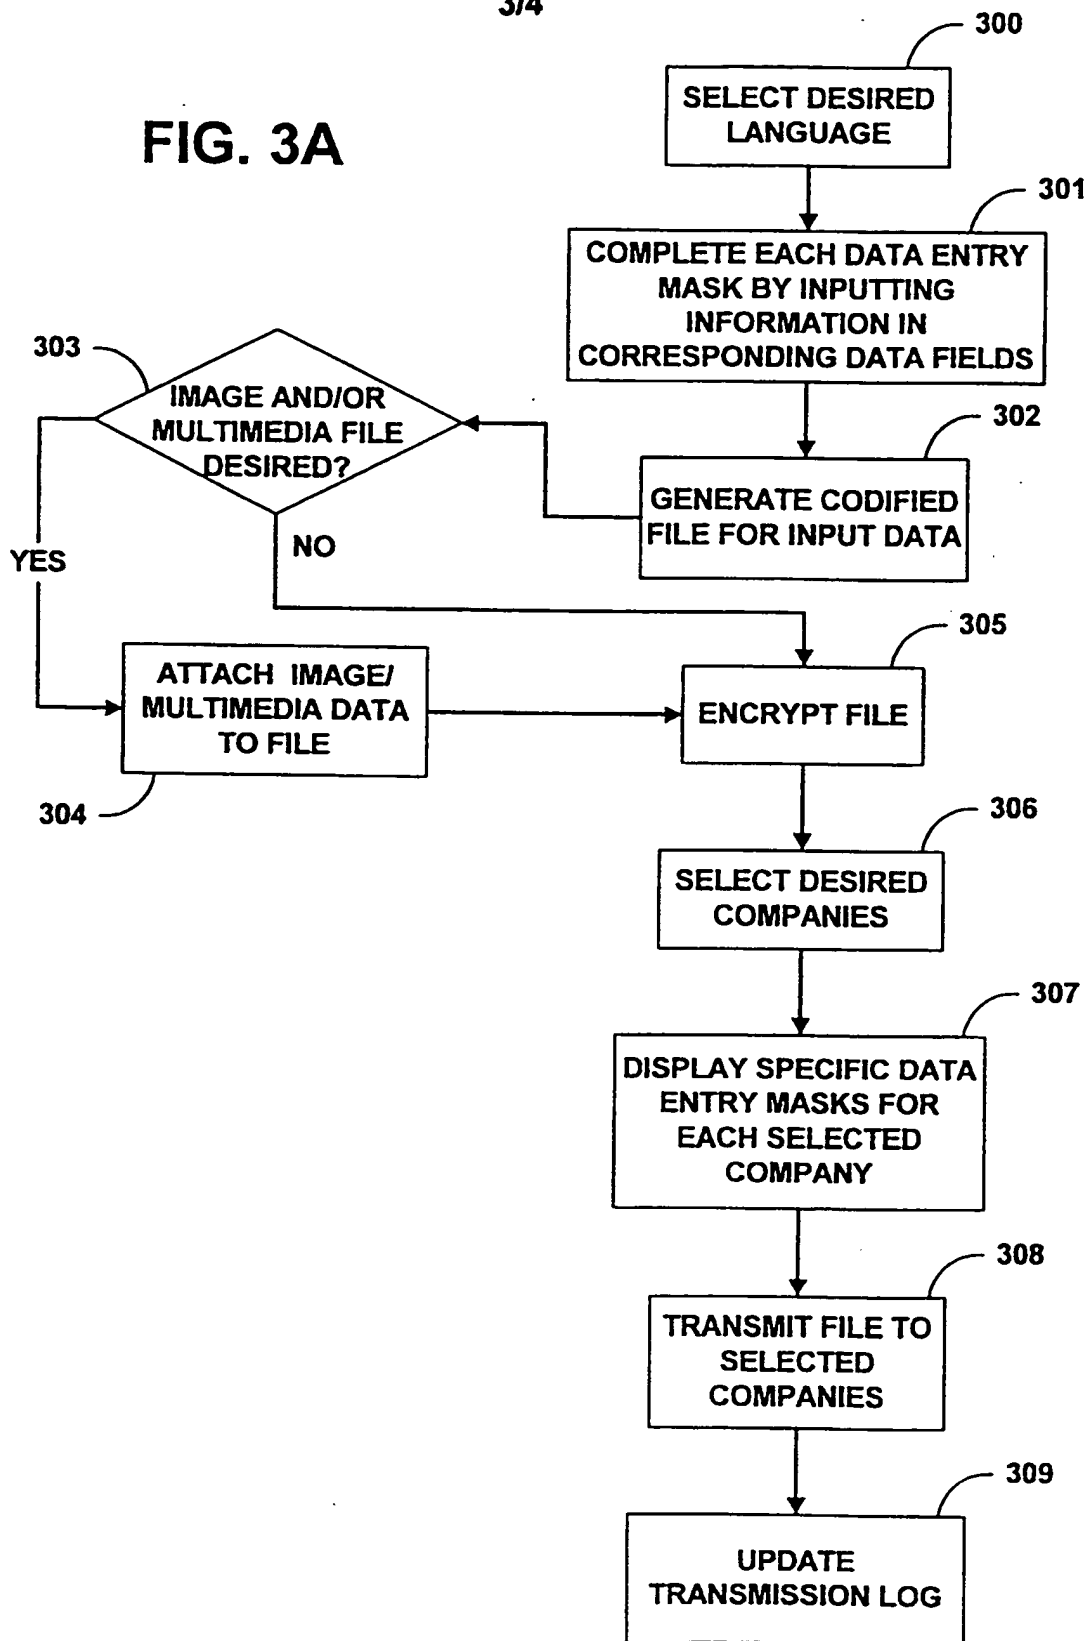 3/4
300
SELECT DESIRED
LANGUAGE
FIG. 3A
301
COMPLETE EACH DATA ENTRY
MASK BY INPUTTING
INFORMATION IN
CORRESPONDING DATA FIELDS
303
IMAGE AND/OR
MULTIMEDIA FILE
DESIRED?
302
GENERATE CODIFIED
FILE FOR INPUT DATA
YES
NO
305
ATTACH IMAGE/
MULTIMEDIA DATA
TO FILE
ENCRYPT FILE
304
306
SELECT DESIRED
COMPANIES
307
DISPLAY SPECIFIC DATA
ENTRY MASKS FOR
EACH SELECTED
COMPANY
308
TRANSMIT FILE TO
SELECTED
COMPANIES
309
UPDATE
TRANSMISSION LOG